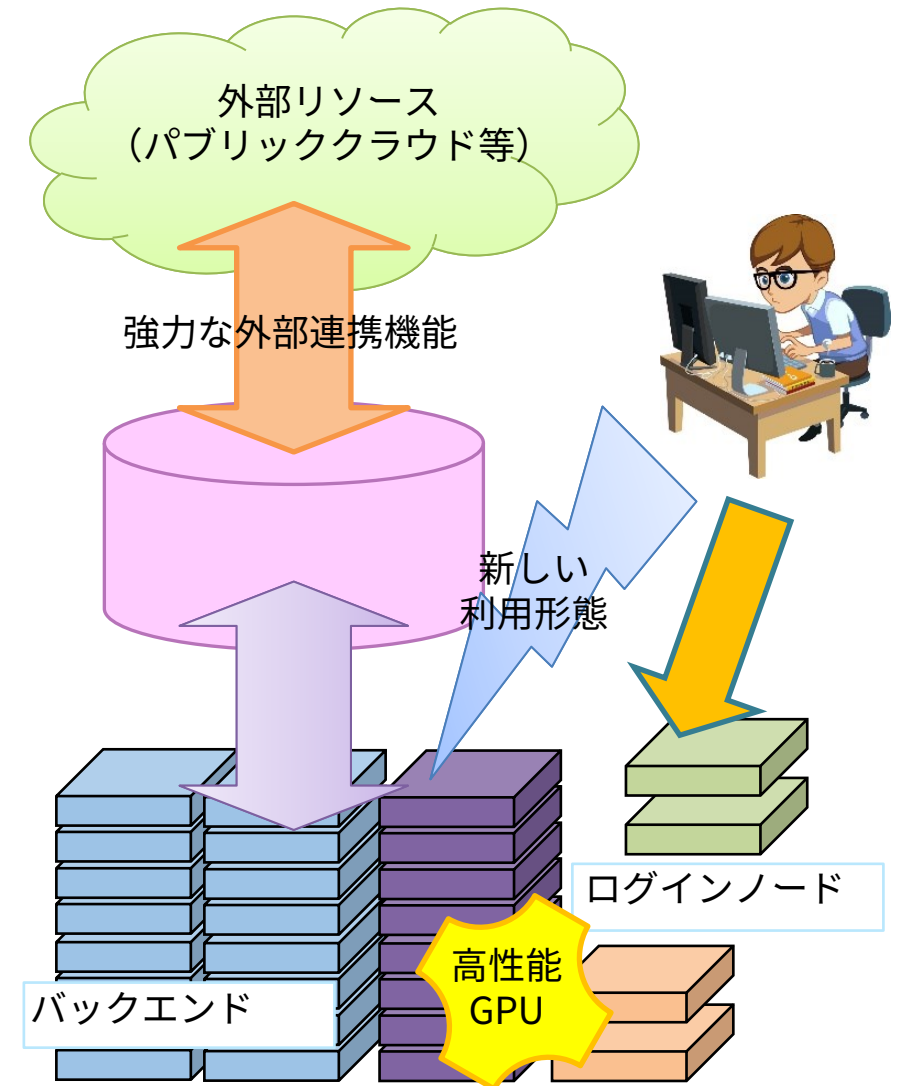 外部リソース
（パブリッククラウド等）
強力な外部連携機能
新しい
利用形態
ログインノード
高性能
GPU
バックエンド